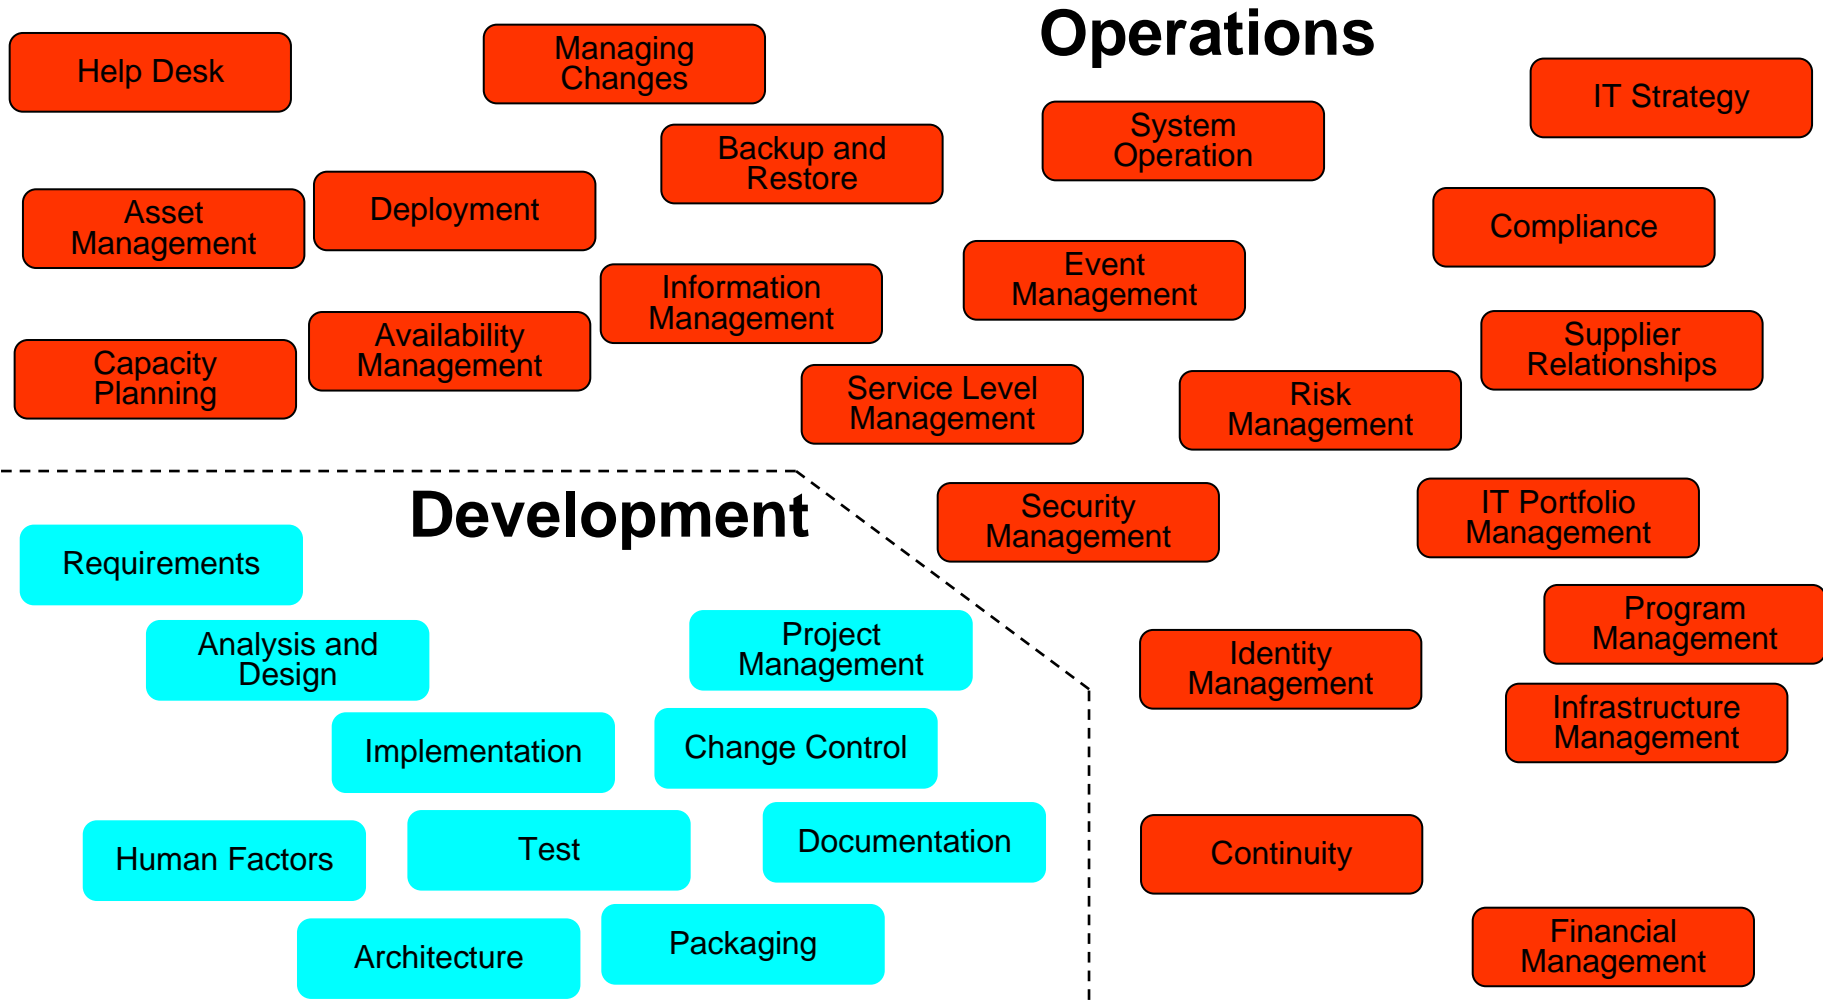 Operations
Help Desk
Managing
Changes
IT Strategy
System
Operation
Backup and
Restore
Asset
Management
Deployment
Compliance
Event
Management
Information
Management
Availability
Management
Supplier
Relationships
Capacity
Planning
Service Level
Management
Risk
Management
Development
Security
Management
IT Portfolio
Management
Requirements
Program
Management
Analysis and
Design
Project
Management
Identity
Management
Infrastructure
Management
Implementation
Change Control
Human Factors
Test
Documentation
Continuity
Architecture
Packaging
Financial
Management